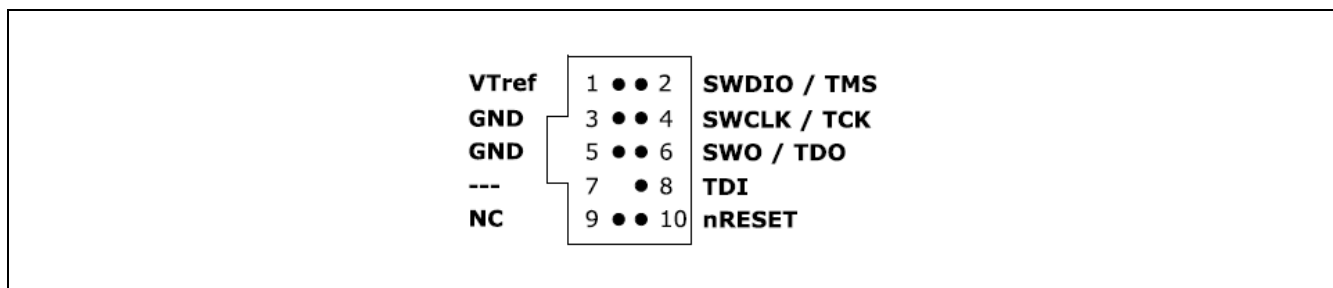 VTref 1 2 SWDIO / TMS
GND 3 4 SWCLK / TCK
GND 5 6 SWO / TDO
--- 7 8 TDI
NC 9 10 nRESET